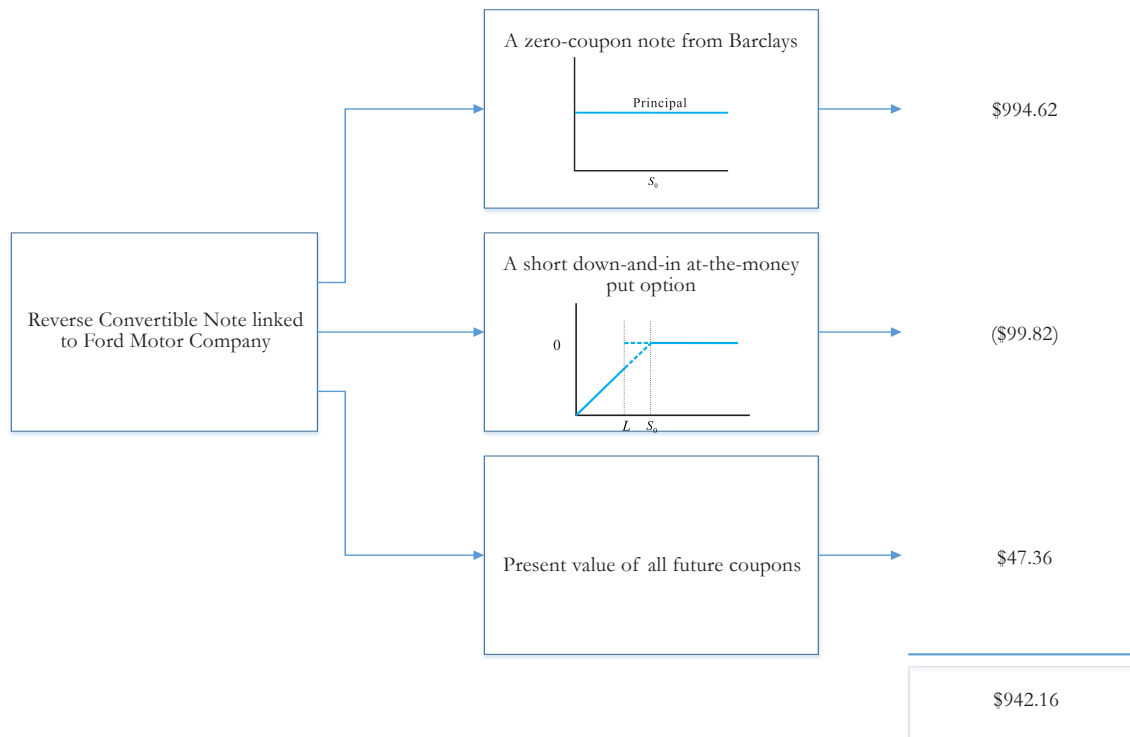 A zero-coupon note from Barclays
Principal
S₀
$994.62
Reverse Convertible Note linked
to Ford Motor Company
A short down-and-in at-the-money
put option
0
L S₀
($99.82)
Present value of all future coupons
$47.36
$942.16